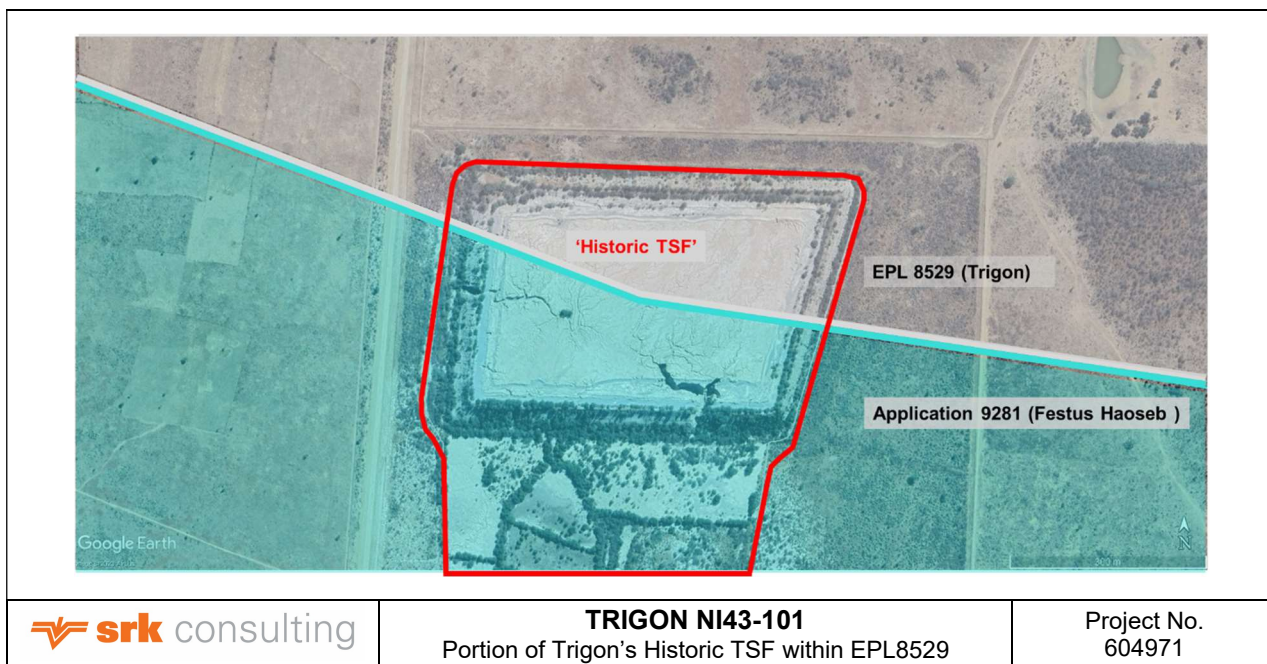 'Historic TSF'
EPL 8529 (Trigon)
Application 9281 (Festus Haoseb )
Google Earth
N
300 m
srk consulting
TRIGON NI43-101
Portion of Trigon's Historic TSF within EPL8529
Project No.
604971